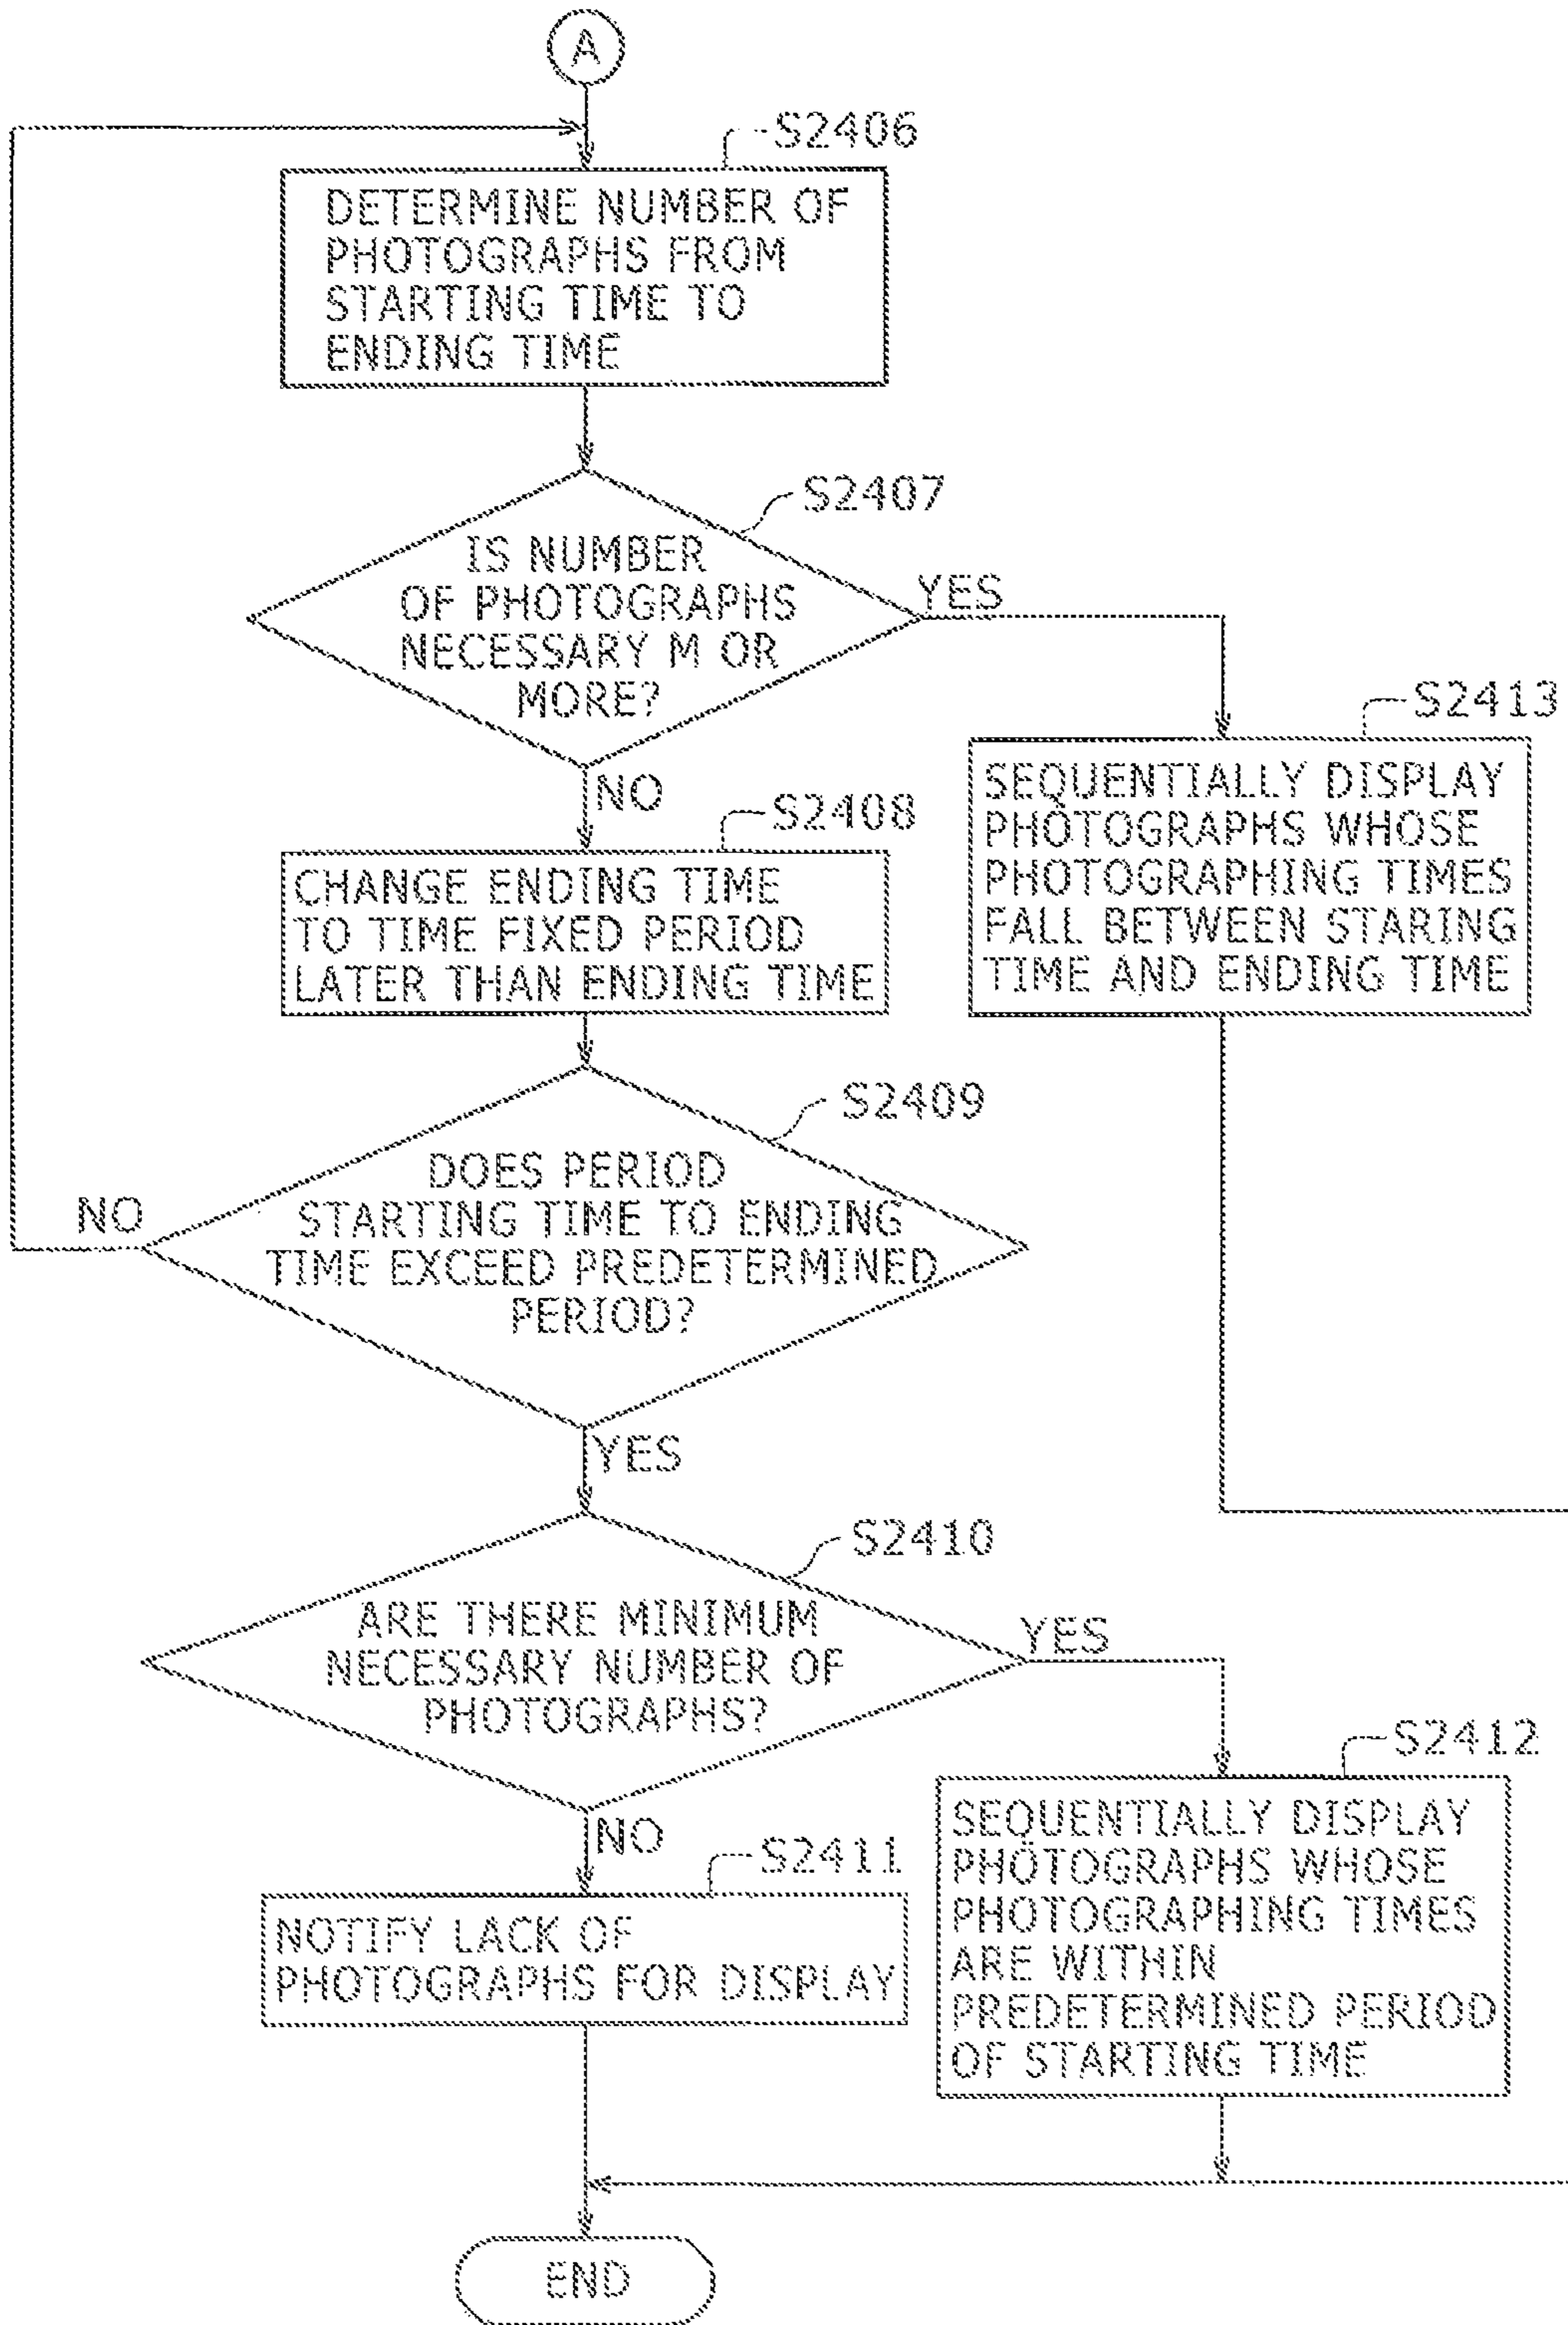 A
S2406
DETERMINE NUMBER OF
PHOTOGRAPHS FROM
STARTING TIME TO
ENDING TIME
S2407
IS NUMBER
OF PHOTOGRAPHS
NECESSARY M OR
MORE?
YES
NO
S2413
SEQUENTIALLY DISPLAY
PHOTOGRAPHS WHOSE
PHOTOGRAPHING TIMES
FALL BETWEEN STARING
TIME AND ENDING TIME
S2408
CHANGE ENDING TIME
TO TIME FIXED PERIOD
LATER THAN ENDING TIME
S2409
DOES PERIOD
STARTING TIME TO ENDING
TIME EXCEED PREDETERMINED
PERIOD?
NO
YES
S2410
ARE THERE MINIMUM
NECESSARY NUMBER OF
PHOTOGRAPHS?
YES
NO
S2412
SEQUENTIALLY DISPLAY
PHOTOGRAPHS WHOSE
PHOTOGRAPHING TIMES
ARE WITHIN
PREDETERMINED PERIOD
OF STARTING TIME
S2411
NOTIFY LACK OF
PHOTOGRAPHS FOR DISPLAY
END